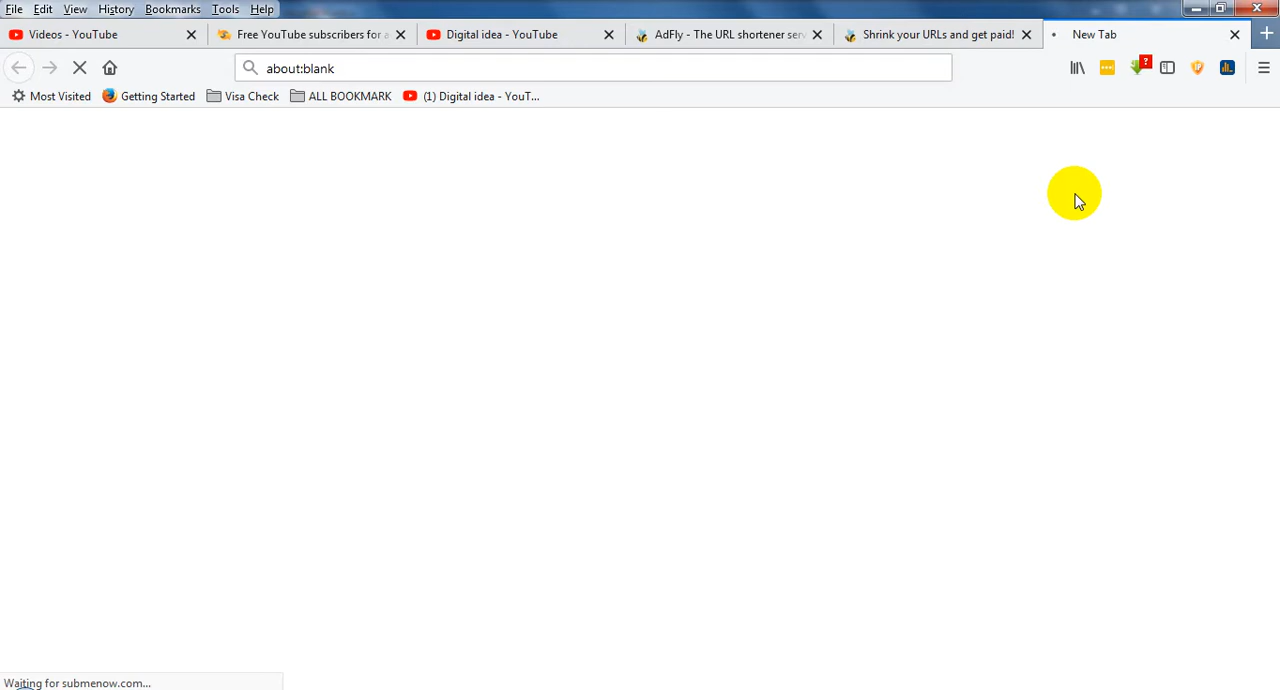 File Edit View History Bookmarks Tools Help
Videos - YouTube Free YouTube subscribers for a Digital idea - YouTube AdFly - The URL shortener serv Shrink your URLs and get paid! New Tab
about:blank
Most Visited Getting Started Visa Check ALL BOOKMARK (1) Digital idea - YouT...
Waiting for submenow.com...